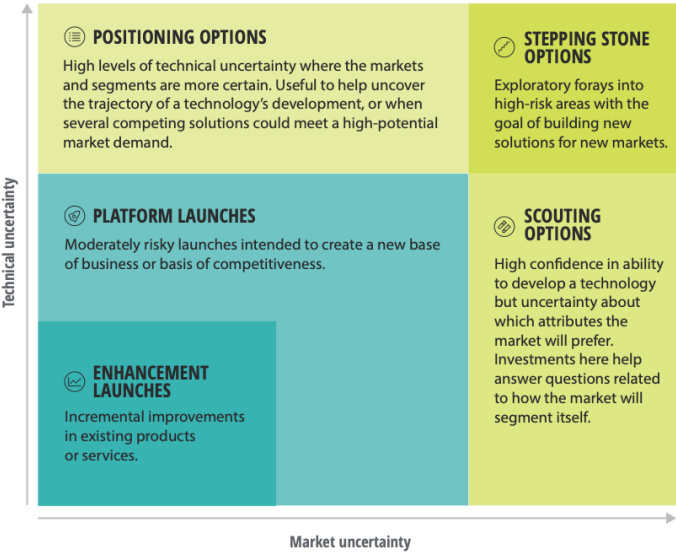 POSITIONING OPTIONS
High levels of technical uncertainty where the markets
and segments are more certain. Useful to help uncover
the trajectory of a technology’s development, or when
several competing solutions could meet a high-potential
market demand.
STEPPING STONE
OPTIONS
Exploratory forays into
high-risk areas with the
goal of building new
solutions for new markets.
Technical uncertainty
PLATFORM LAUNCHES
Moderately risky launches intended to create a new base
of business or basis of competitiveness.
SCOUTING
OPTIONS
High confidence in ability
to develop a technology
but uncertainty about
which attributes the
market will prefer.
Investments here help
answer questions related
to how the market will
segment itself.
ENHANCEMENT
LAUNCHES
Incremental improvements
in existing products
or services.
Market uncertainty